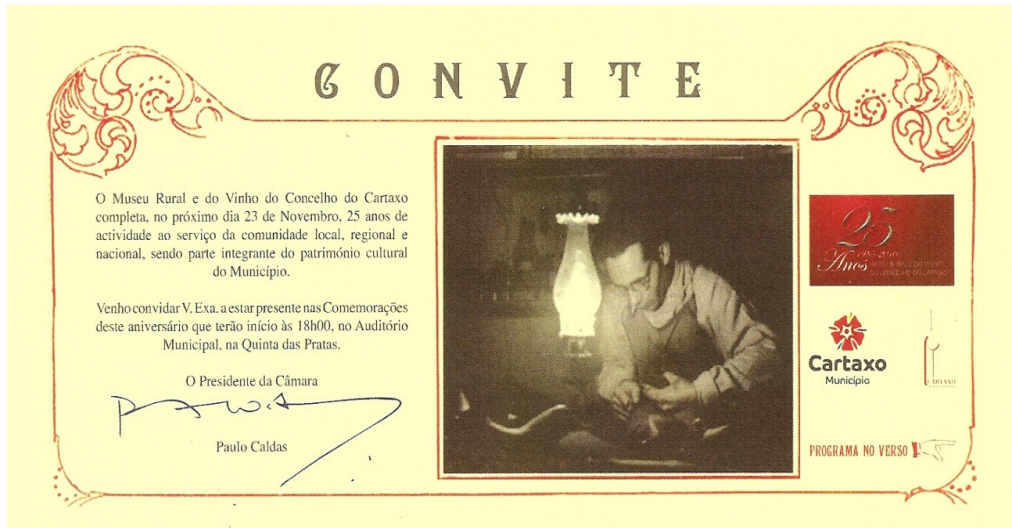 CONVITE
O Museu Rural e do Vinho do Concelho do Cartaxo
completa, no próximo dia 23 de Novembro, 25 anos de
actividade ao serviço da comunidade local, regional e
nacional, sendo parte integrante do património cultural
do Município.
Venho convidar V. Exa. a estar presente nas Comemorações
deste aniversário que terão início às 18h00, no Auditório
Municipal, na Quinta das Pratas.
O Presidente da Câmara
Paulo Caldas
25
Anos
Cartaxo
Município
CARTAXO
PROGRAMA NO VERSO